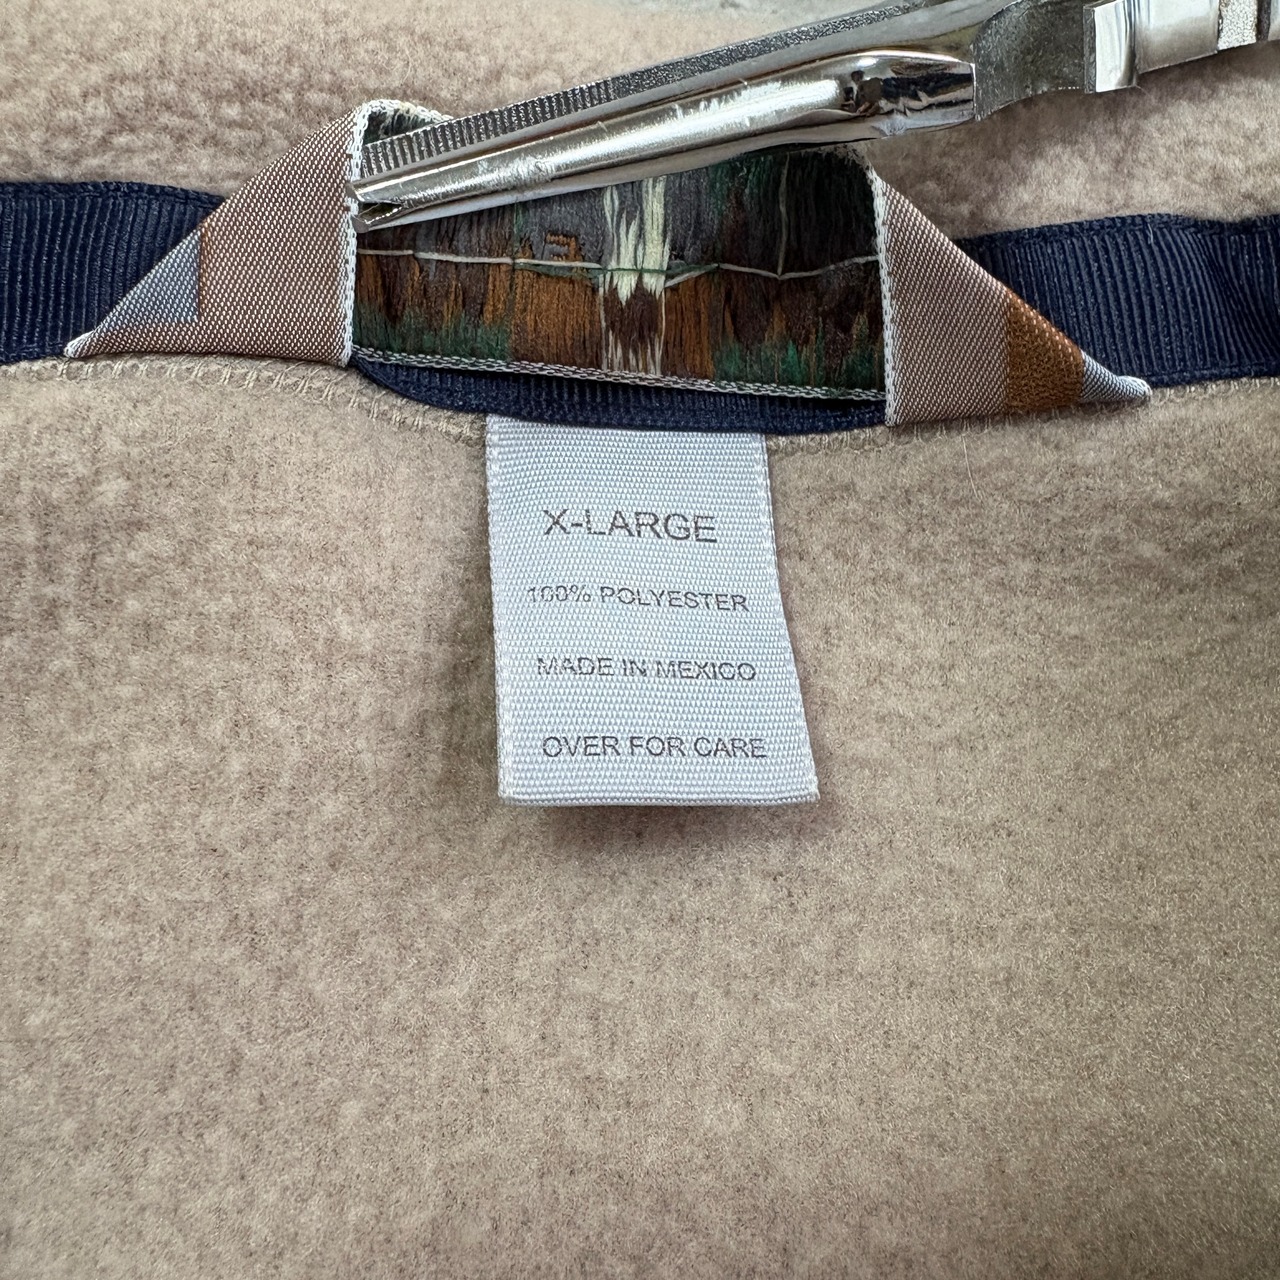 X-LARGE
100% POLYESTER
MADE IN MEXICO
OVER FOR CARE